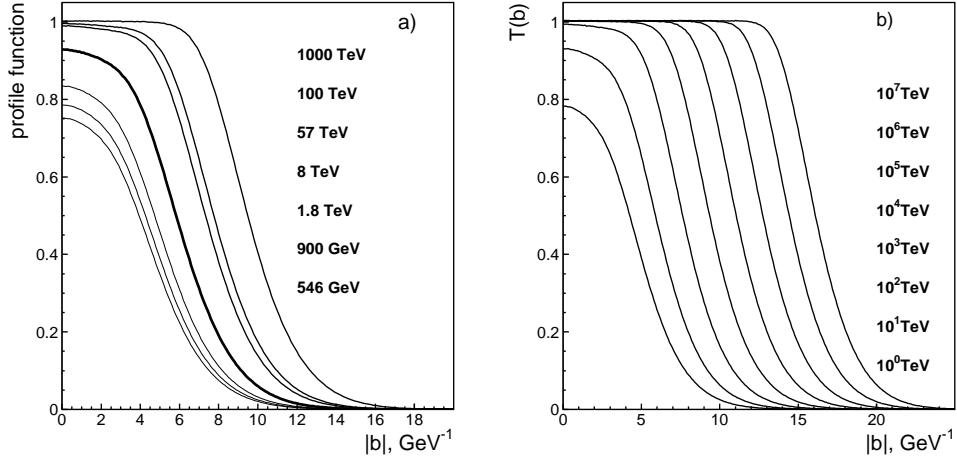 a)
profile function
1
0.8
0.6
0.4
0.2
0
1000 TeV
100 TeV
57 TeV
8 TeV
1.8 TeV
900 GeV
546 GeV
0 2 4 6 8 10 12 14 16 18
|b|, GeV⁻¹
b)
T(b)
1
0.8
0.6
0.4
0.2
0
10⁷TeV
10⁶TeV
10⁵TeV
10⁴TeV
10³TeV
10²TeV
10¹TeV
10⁰TeV
0 5 10 15 20
|b|, GeV⁻¹